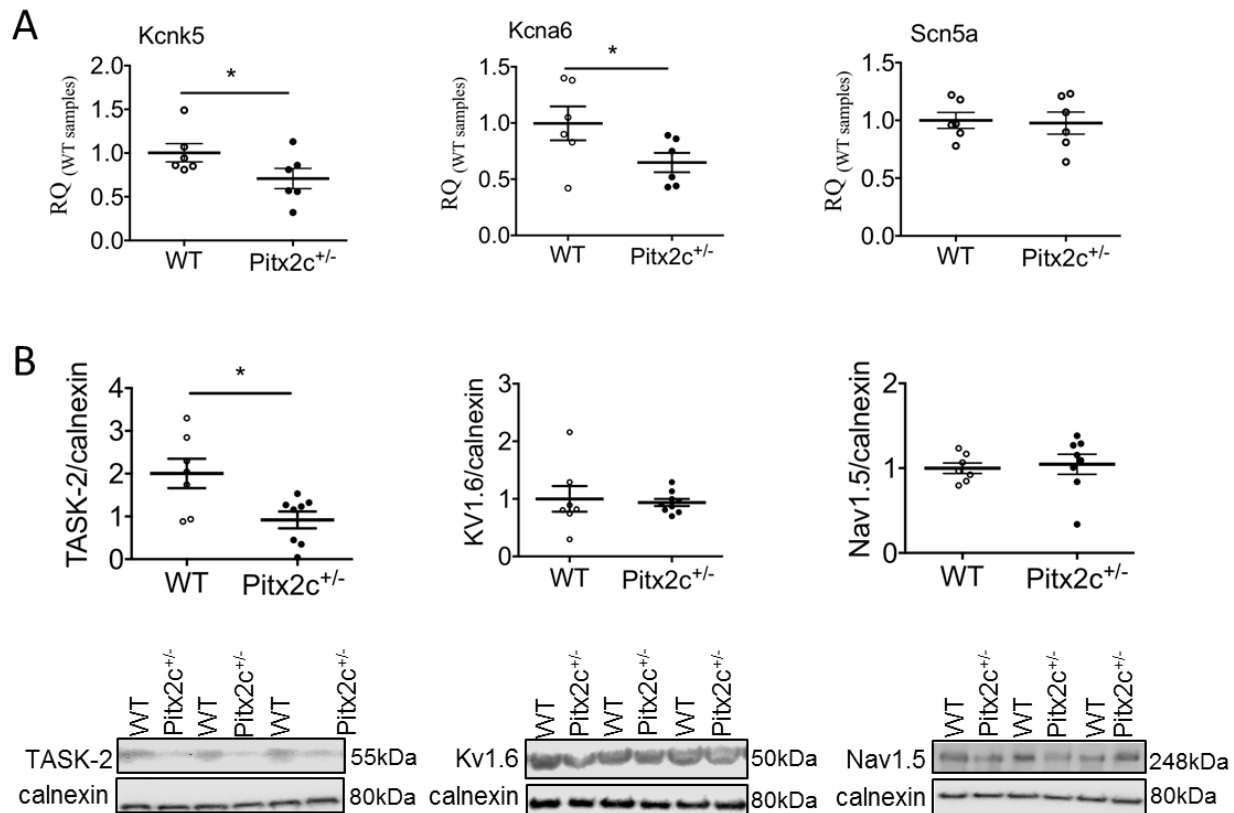 A
Kcnk5
Kcna6
Scn5a
*
*
RQ (WT samples)
2.0
1.5
1.0
0.5
0.0
WT Pitx2c+/-
RQ (WT samples)
1.5
1.0
0.5
0.0
WT Pitx2c+/-
RQ (WT samples)
1.5
1.0
0.5
0.0
WT Pitx2c+/-
B
*
TASK-2/calnexin
4
3
2
1
0
WT Pitx2c+/-
KV1.6/calnexin
3
2
1
0
WT Pitx2c+/-
Nav1.5/calnexin
2
1
0
WT Pitx2c+/-
WT Pitx2c+/- WT Pitx2c+/- WT Pitx2c+/-
TASK-2 55kDa
calnexin 80kDa
WT Pitx2c+/- WT Pitx2c+/- WT Pitx2c+/-
Kv1.6 50kDa
calnexin 80kDa
WT Pitx2c+/- WT Pitx2c+/- WT Pitx2c+/-
Nav1.5 248kDa
calnexin 80kDa